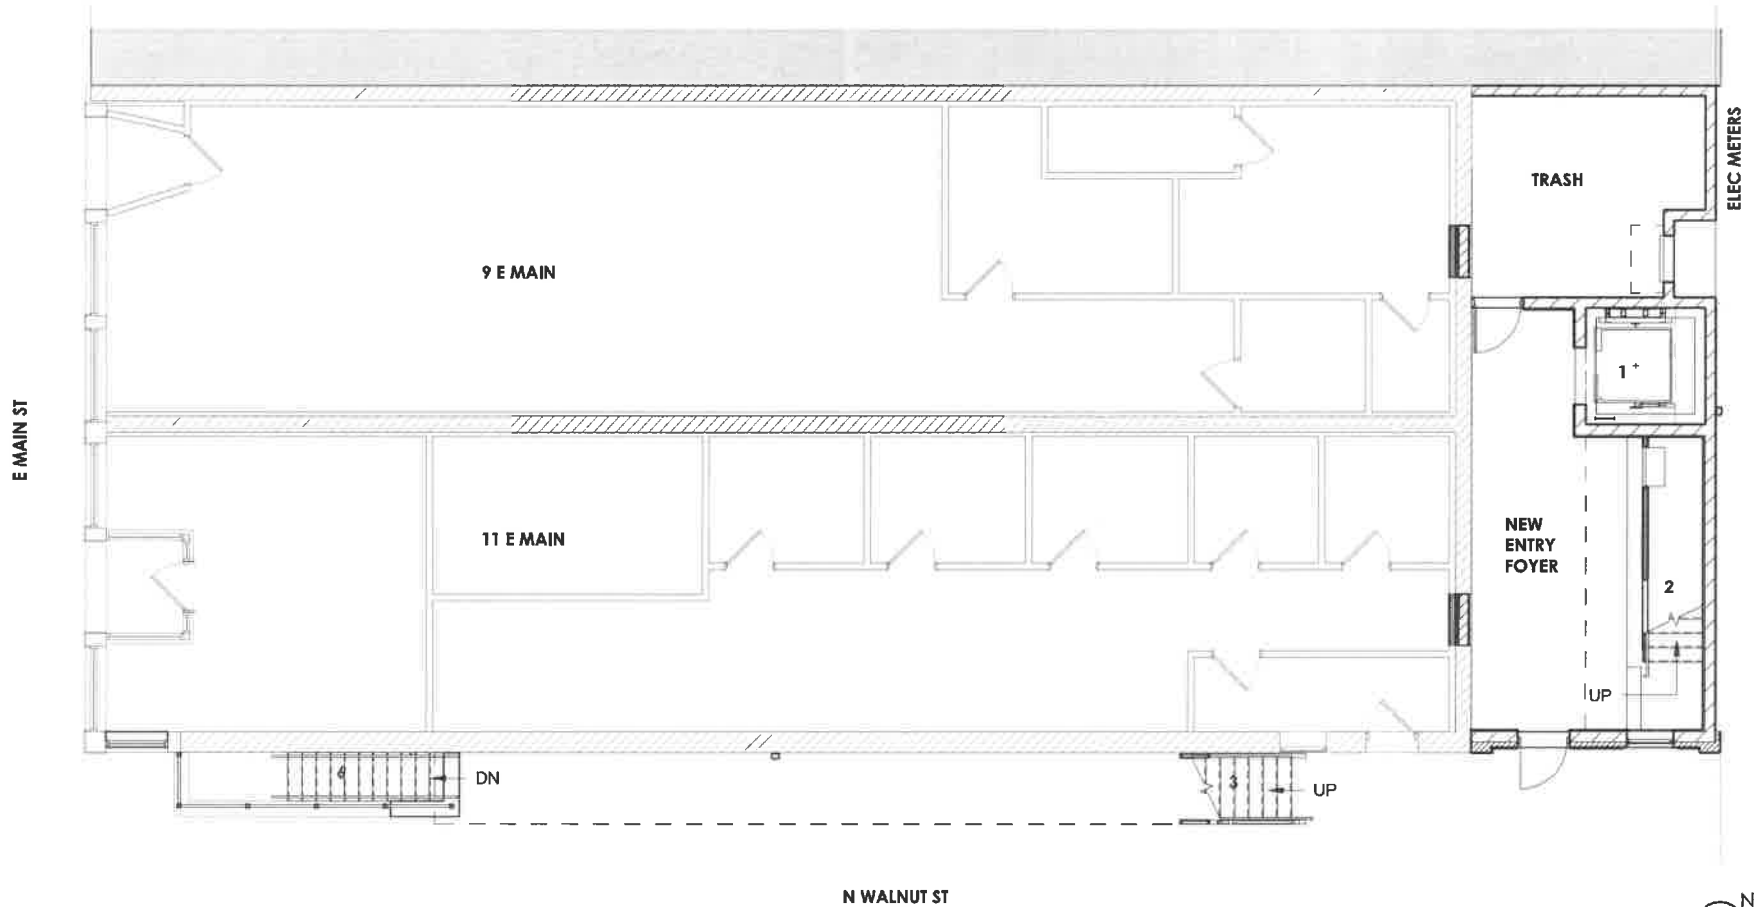 ELEC METERS
TRASH
9 E MAIN
1
E MAIN ST
11 E MAIN
NEW
ENTRY
FOYER
2
UP
DN
3
UP
N WALNUT ST
N